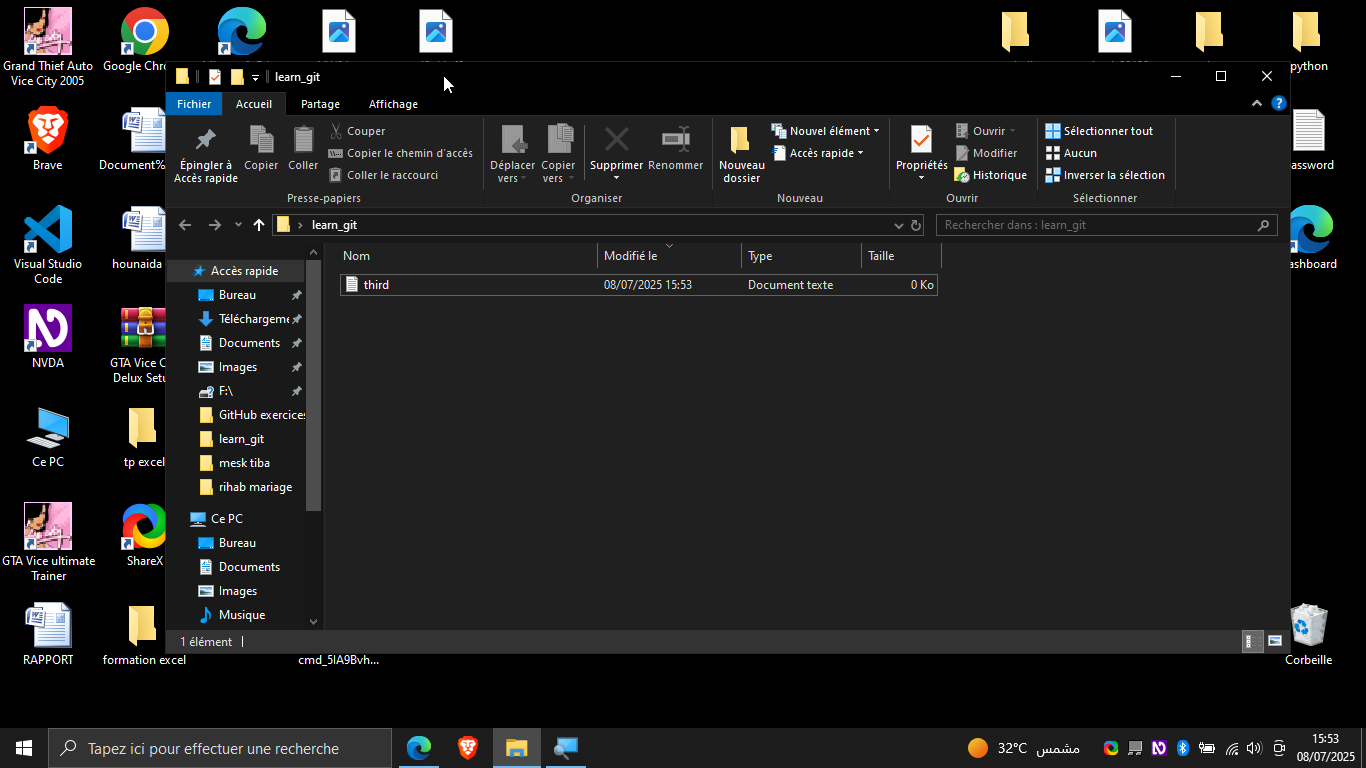 Grand Thief Auto
Vice City 2005
Google Chro
python
learn_git
Fichier
Accueil
Partage
Affichage
Épingler à
Accès rapide
Copier
Coller
Couper
Copier le chemin d'accès
Coller le raccourci
Presse-papiers
Déplacer
vers
Copier
vers
Supprimer
Renommer
Organiser
Nouveau
dossier
Nouvel élément
Accès rapide
Nouveau
Propriétés
Ouvrir
Modifier
Historique
Ouvrir
Sélectionner tout
Aucun
Inverser la sélection
Sélectionner
learn_git
Rechercher dans : learn_git
Nom
Modifié le
Type
Taille
third
08/07/2025 15:53
Document texte
0 Ko
Accès rapide
Bureau
Téléchargeme
Documents
Images
F:\
GitHub exercices
learn_git
mesk tiba
rihab mariage
Ce PC
Bureau
Documents
Images
Musique
1 élément
Brave
Document%
assword
Visual Studio
Code
hounaida
ashboard
NVDA
GTA Vice C
Delux Setu
Ce PC
tp excel
GTA Vice ultimate
Trainer
ShareX
RAPPORT
formation excel
cmd_5lA9Bvh...
Corbeille
Tapez ici pour effectuer une recherche
32°C
مشمس
15:53
08/07/2025